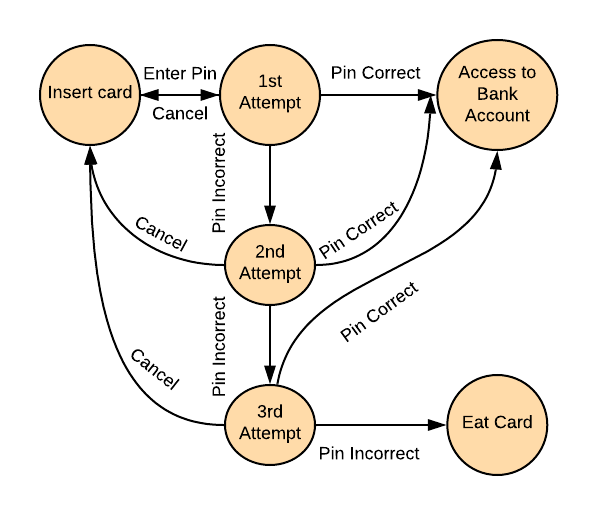 Insert card
Enter Pin
Cancel
1st
Attempt
Pin Correct
Access to
Bank
Account
Pin Incorrect
Cancel
2nd
Attempt
Pin Correct
Pin Incorrect
Cancel
Pin Correct
3rd
Attempt
Pin Incorrect
Eat Card